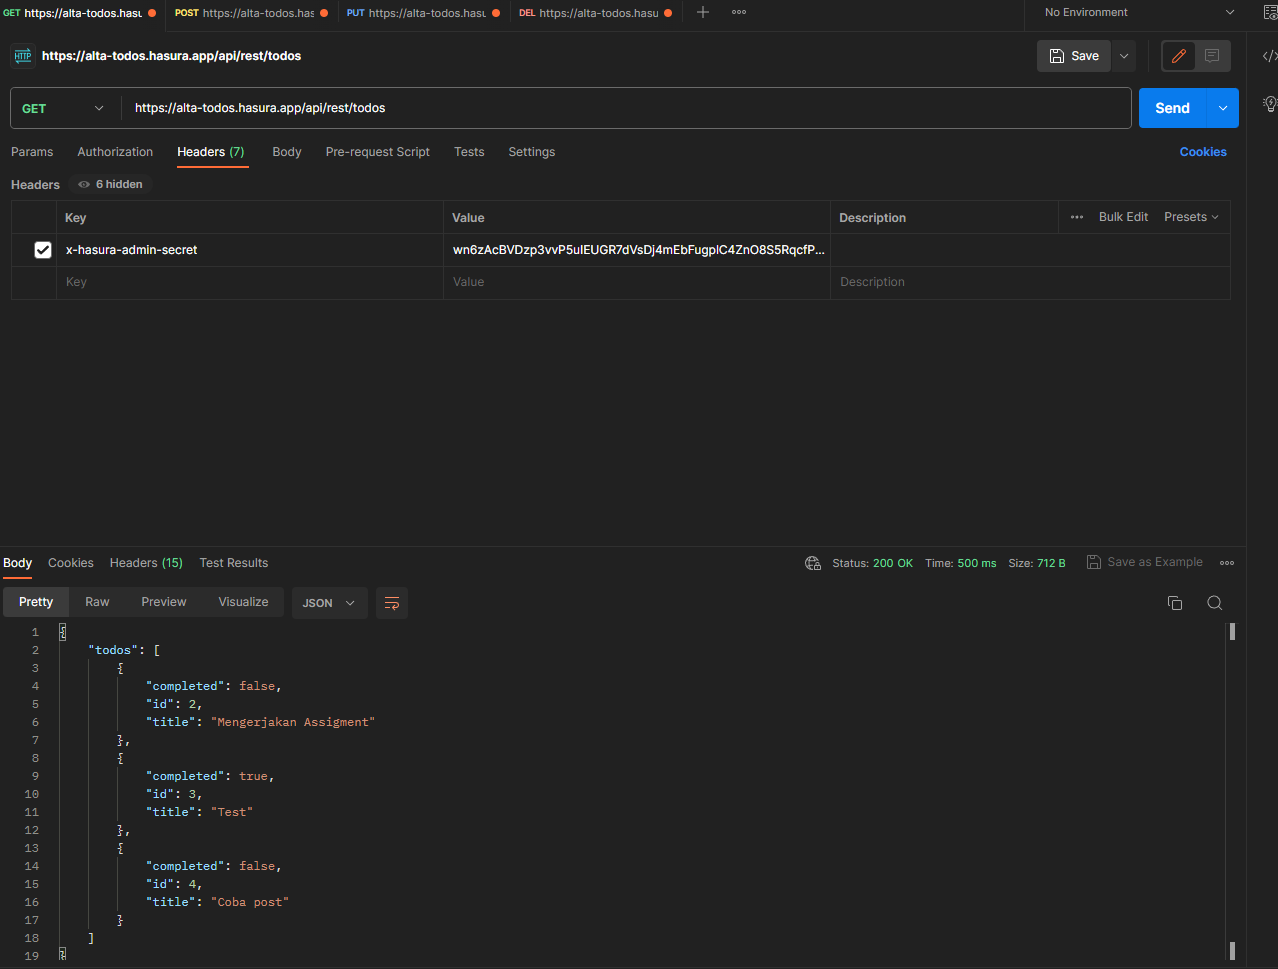 GET https://alta-todos.hasu POST https://alta-todos.has PUT https://alta-todos.hasu DEL https://alta-todos.hasu No Environment
HTTP https://alta-todos.hasura.app/api/rest/todos Save
GET https://alta-todos.hasura.app/api/rest/todos Send
Params Authorization Headers (7) Body Pre-request Script Tests Settings Cookies
Headers 6 hidden
Key Value Description Bulk Edit Presets
x-hasura-admin-secret wn6zAcBVDzp3vvP5uIEUGR7dVsDj4mEbFugplC4ZnO8S5RqcfP...
Key Value Description
Body Cookies Headers (15) Test Results Status: 200 OK Time: 500 ms Size: 712 B Save as Example
Pretty Raw Preview Visualize JSON
1 {
2 "todos": [
3 {
4 "completed": false,
5 "id": 2,
6 "title": "Mengerjakan Assigment"
7 },
8 {
9 "completed": true,
10 "id": 3,
11 "title": "Test"
12 },
13 {
14 "completed": false,
15 "id": 4,
16 "title": "Coba post"
17 }
18 ]
19 }